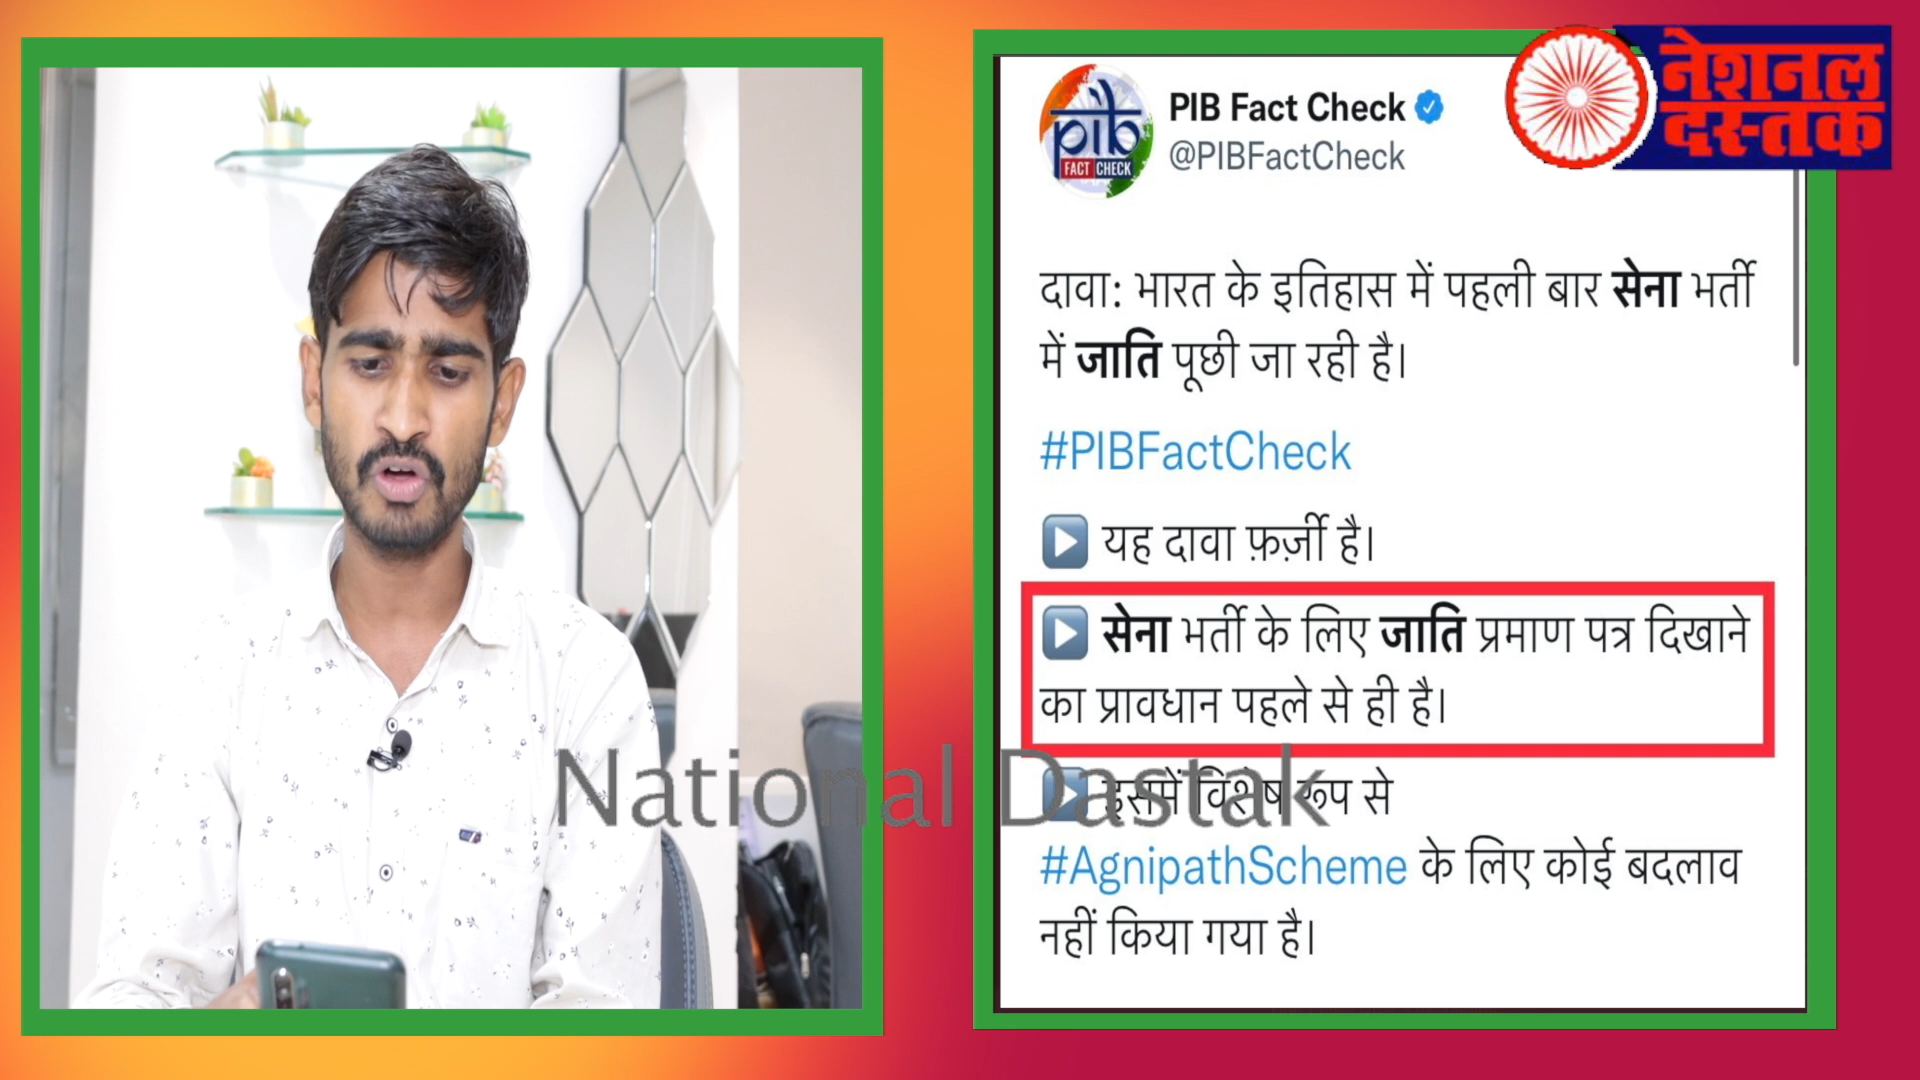 नेशनल
दस्तक
pib
FACT CHECK
PIB Fact Check
@PIBFactCheck
दावा: भारत के इतिहास में पहली बार सेना भर्ती
में जाति पूछी जा रही है।
#PIBFactCheck
यह दावा फ़र्ज़ी है।
सेना भर्ती के लिए जाति प्रमाण पत्र दिखाने
का प्रावधान पहले से ही है।
इसमें विशेष रूप से
#AgnipathScheme के लिए कोई बदलाव
नहीं किया गया है।
National Dastak